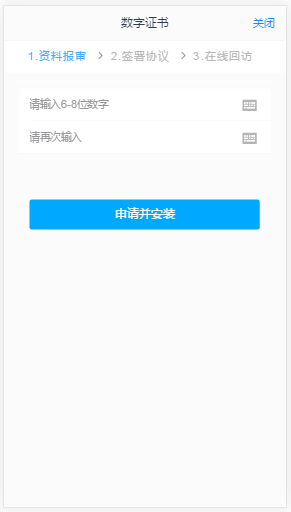 数字证书 关闭
1.资料报审 > 2.签署协议 > 3.在线回访
请输入6-8位数字
请再次输入
申请并安装